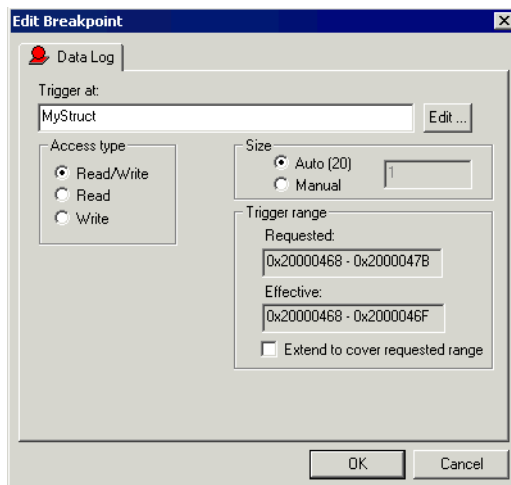 Edit Breakpoint
Data Log
Trigger at:
MyStruct
Edit ...
Access type
Read/Write
Read
Write
Size
Auto (20)
Manual
1
Trigger range
Requested:
0x20000468 - 0x2000047B
Effective:
0x20000468 - 0x2000046F
Extend to cover requested range
OK
Cancel